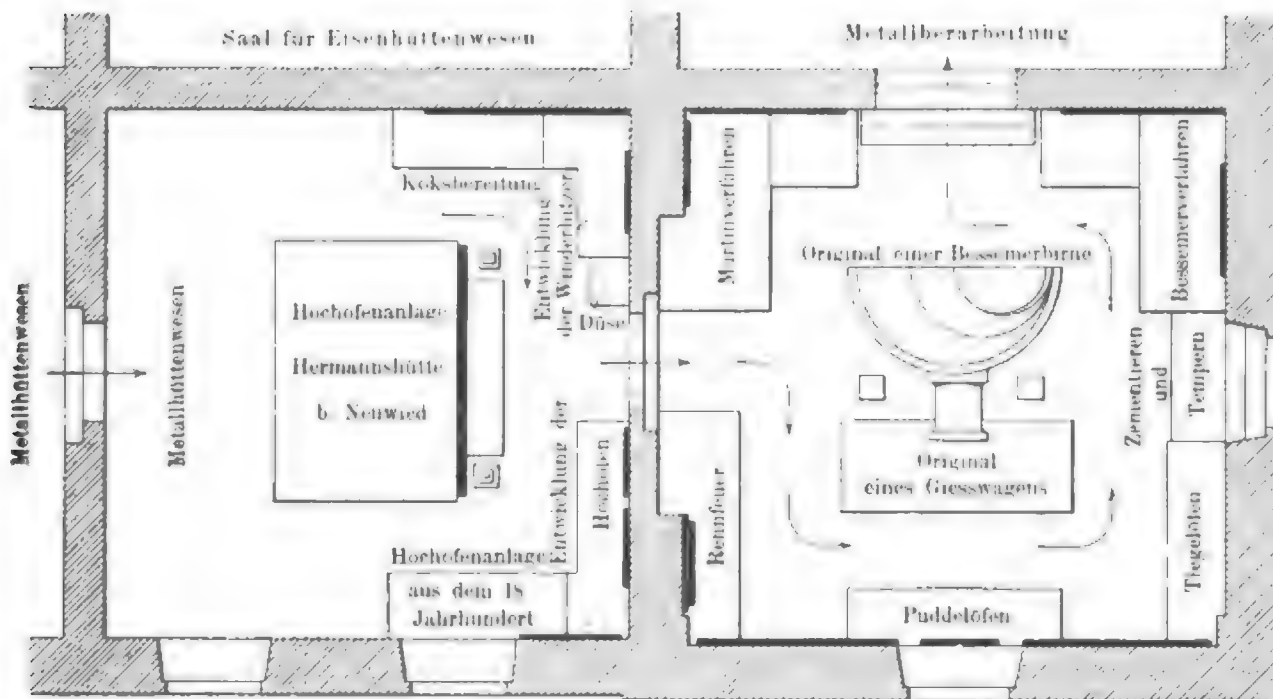 Saal für Eisenhüttenwesen
Metallberarbeitung
Metallhüttenwesen
Metallhüttenwesen
Koksbereitung
Entwicklung
der Winderhitzer
Düse
Hochofenanlage
Hermannshütte
b. Neuwied
Entwicklung der
Hochöfen
Hochofenanlage
aus dem 18
Jahrhundert
Martinverfahren
Bessemerverfahren
Original einer Bessemerbirne
Zementieren
und
Tempern
Original
eines Giesswagens
Rennfeuer
Tiegelöfen
Puddelöfen